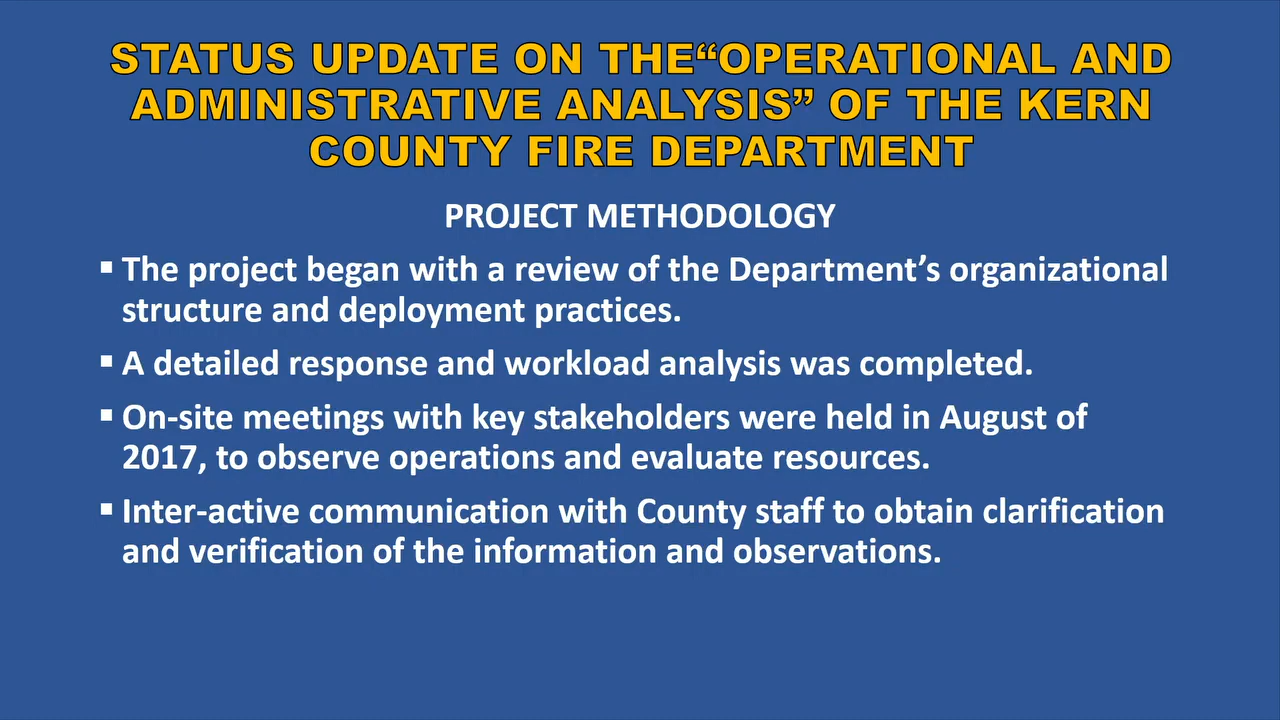 STATUS UPDATE ON THE“OPERATIONAL AND
ADMINISTRATIVE ANALYSIS” OF THE KERN
COUNTY FIRE DEPARTMENT
PROJECT METHODOLOGY
▪ The project began with a review of the Department’s organizational
structure and deployment practices.
▪ A detailed response and workload analysis was completed.
▪ On-site meetings with key stakeholders were held in August of
2017, to observe operations and evaluate resources.
▪ Inter-active communication with County staff to obtain clarification
and verification of the information and observations.